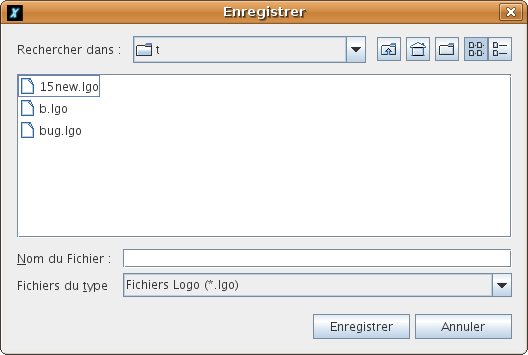 Enregistrer
Rechercher dans :
t
15new.lgo
b.lgo
bug.lgo
Nom du Fichier :
Fichiers du type
Fichiers Logo (*.lgo)
Enregistrer
Annuler